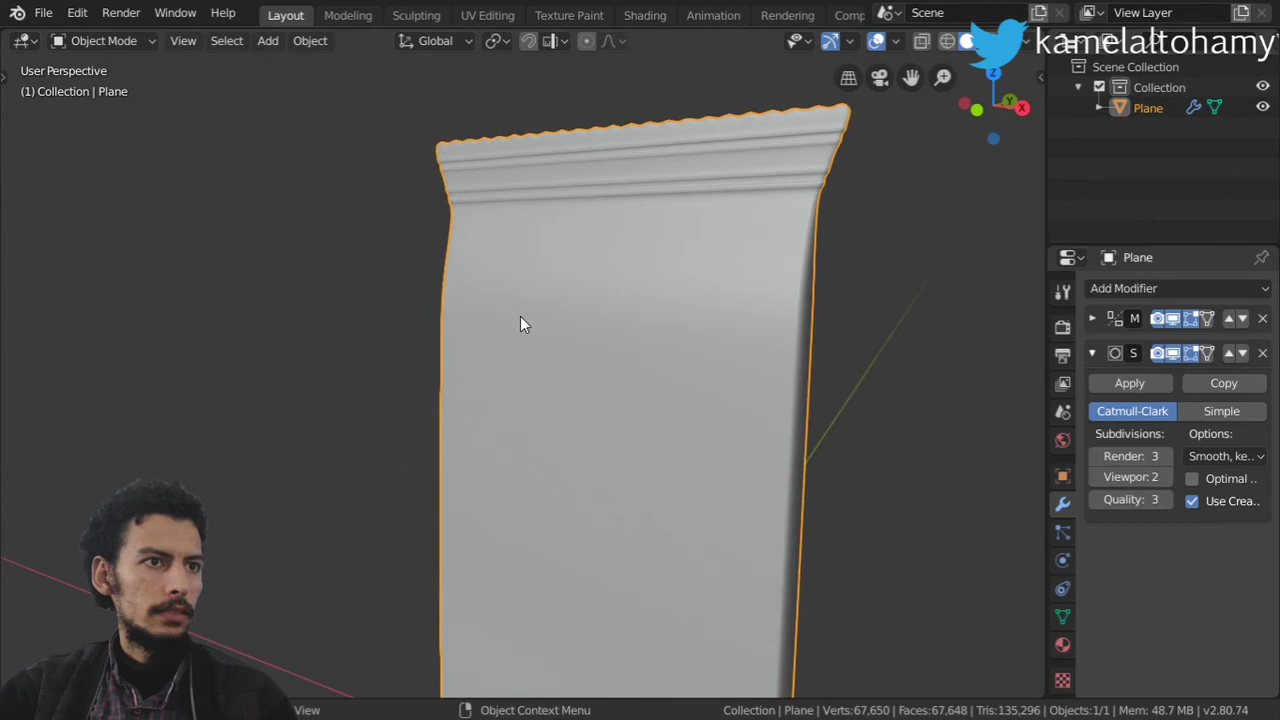 File Edit Render Window Help Layout Modeling Sculpting UV Editing Texture Paint Shading Animation Rendering Comp Scene View Layer
Object Mode View Select Add Object Global
kamelaltohamy
User Perspective
(1) Collection | Plane
Scene Collection
Collection
Plane
X
Y
Z
Plane
Add Modifier
M
S
Apply Copy
Catmull-Clark Simple
Subdivisions: Options:
Render: 3 Smooth, ke..
Viewpor: 2 Optimal ..
Quality: 3 Use Crea..
View Object Context Menu Collection | Plane | Verts:67,650 | Faces:67,648 | Tris:135,296 | Objects:1/1 | Mem: 48.7 MB | v2.80.74